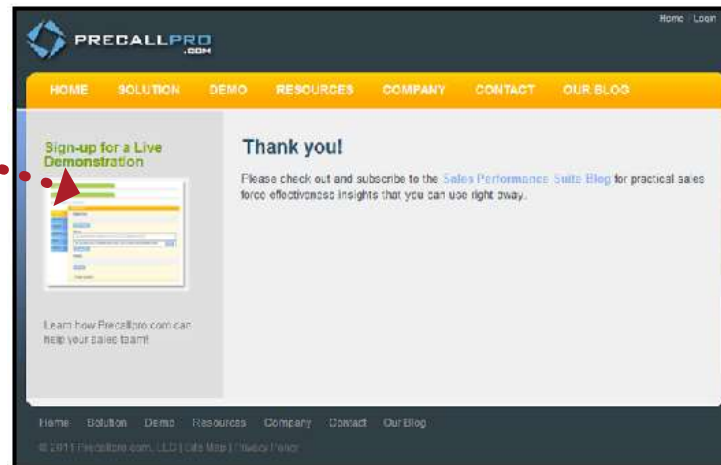 Home Login
PRECALLPRO
.COM
HOME SOLUTION DEMO RESOURCES COMPANY CONTACT OUR BLOG
Sign-up for a Live
Demonstration
Learn how Precallpro.com can
help your sales team!
Thank you!
Please check out and subscribe to the Sales Performance Suite Blog for practical sales
force effectiveness insights that you can use right away.
Home Solution Demo Resources Company Contact Our Blog
© 2011 Precallpro.com, LLC | Site Map | Privacy Policy